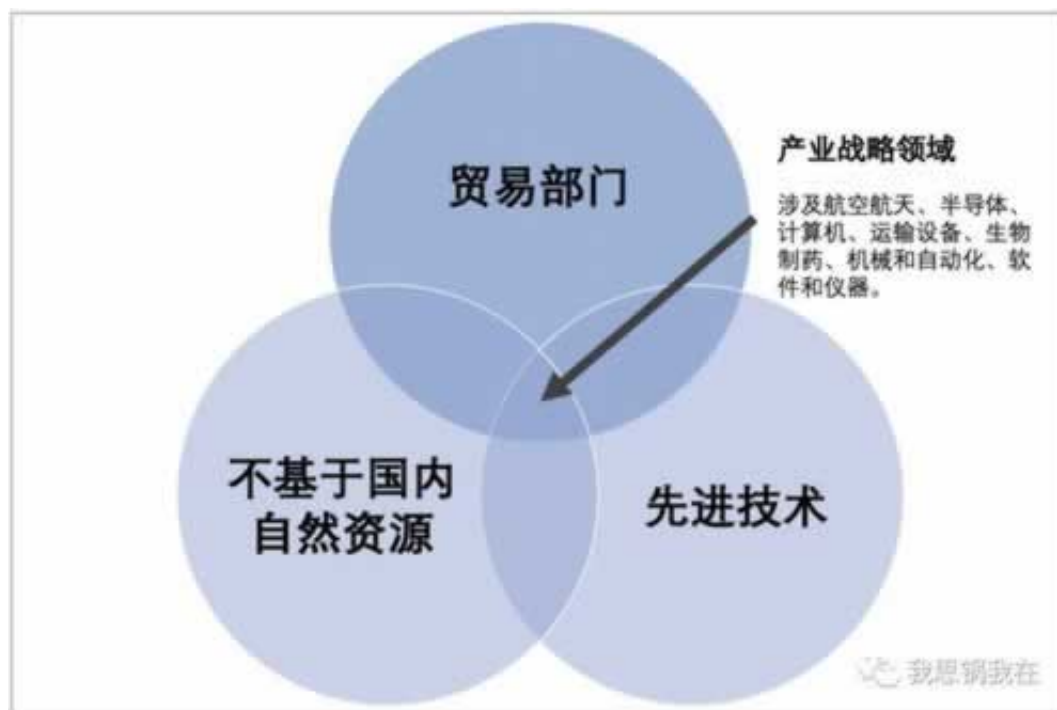 贸易部门
产业战略领域
涉及航空航天、半导体、
计算机、运输设备、生物
制药、机械和自动化、软
件和仪器。
不基于国内
自然资源
先进技术
我思锅我在